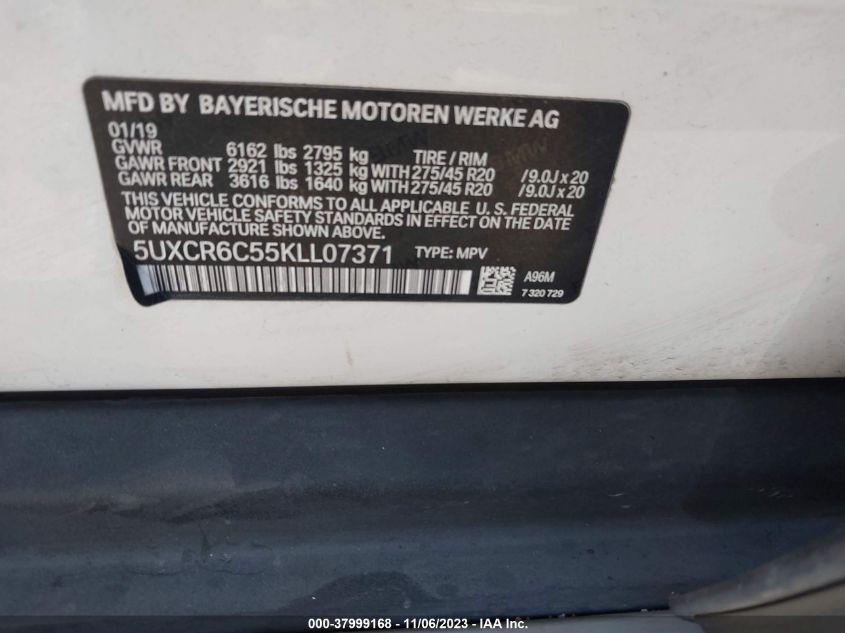 MFD BY BAYERISCHE MOTOREN WERKE AG
01/19
GVWR 6162 lbs 2795 kg TIRE / RIM
GAWR FRONT 2921 lbs 1325 kg WITH 275/45 R20 /9.0J x 20
GAWR REAR 3616 lbs 1640 kg WITH 275/45 R20 /9.0J x 20
THIS VEHICLE CONFORMS TO ALL APPLICABLE U. S. FEDERAL
MOTOR VEHICLE SAFETY STANDARDS IN EFFECT ON THE DATE
OF MANUFACTURE SHOWN ABOVE.
5UXCR6C55KLL07371 TYPE: MPV
A96M
7 320 729
000-37999168 - 11/06/2023 - IAA Inc.